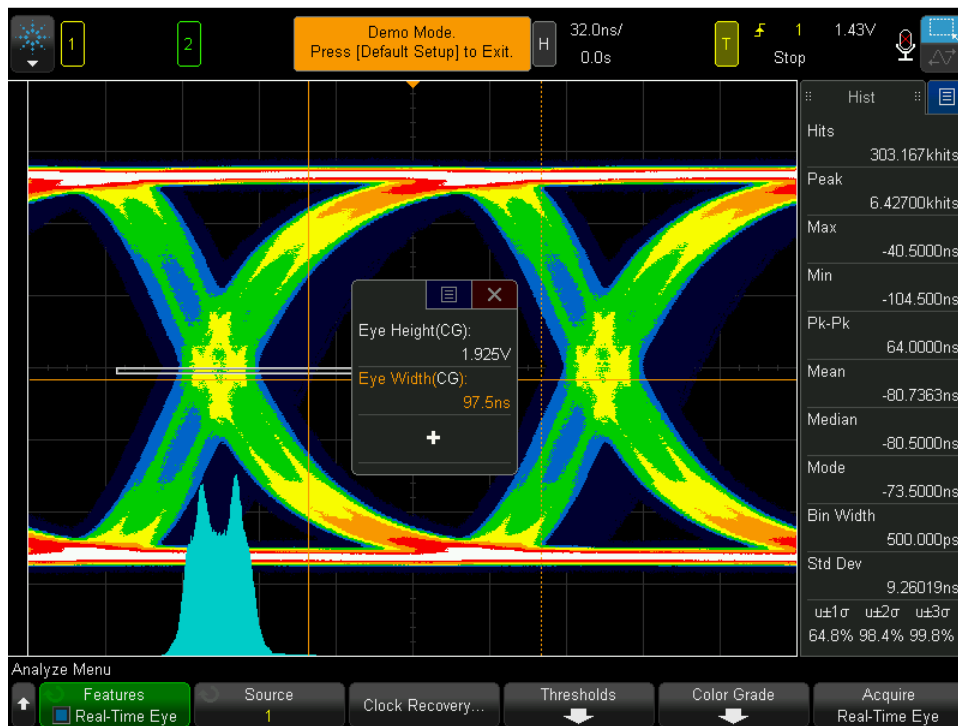 1
2
Demo Mode.
Press [Default Setup] to Exit.
H
32.0ns/
0.0s
T
1
Stop
1.43V
Hist
Hits
303.167khits
Peak
6.42700khits
Max
-40.5000ns
Min
-104.500ns
Pk-Pk
64.0000ns
Mean
-80.7363ns
Median
-80.5000ns
Mode
-73.5000ns
Bin Width
500.000ps
Std Dev
9.26019ns
u±1σ u±2σ u±3σ
64.8% 98.4% 99.8%
Eye Height(CG):
1.925V
Eye Width(CG):
97.5ns
Analyze Menu
Features
Real-Time Eye
Source
1
Clock Recovery...
Thresholds
Color Grade
Acquire
Real-Time Eye